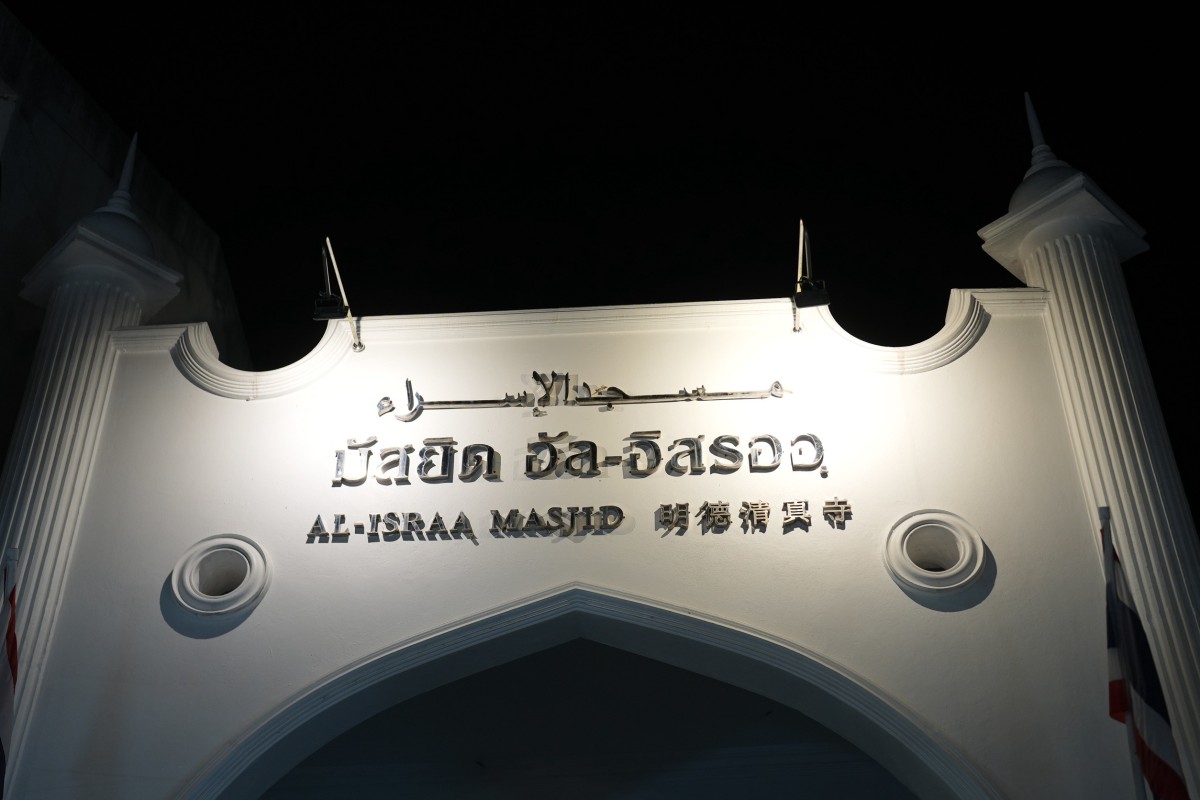 مسجد الإسراء
มัสยิด อัล-อิสรออฺ
AL-ISRAA MASJID 明德清真寺